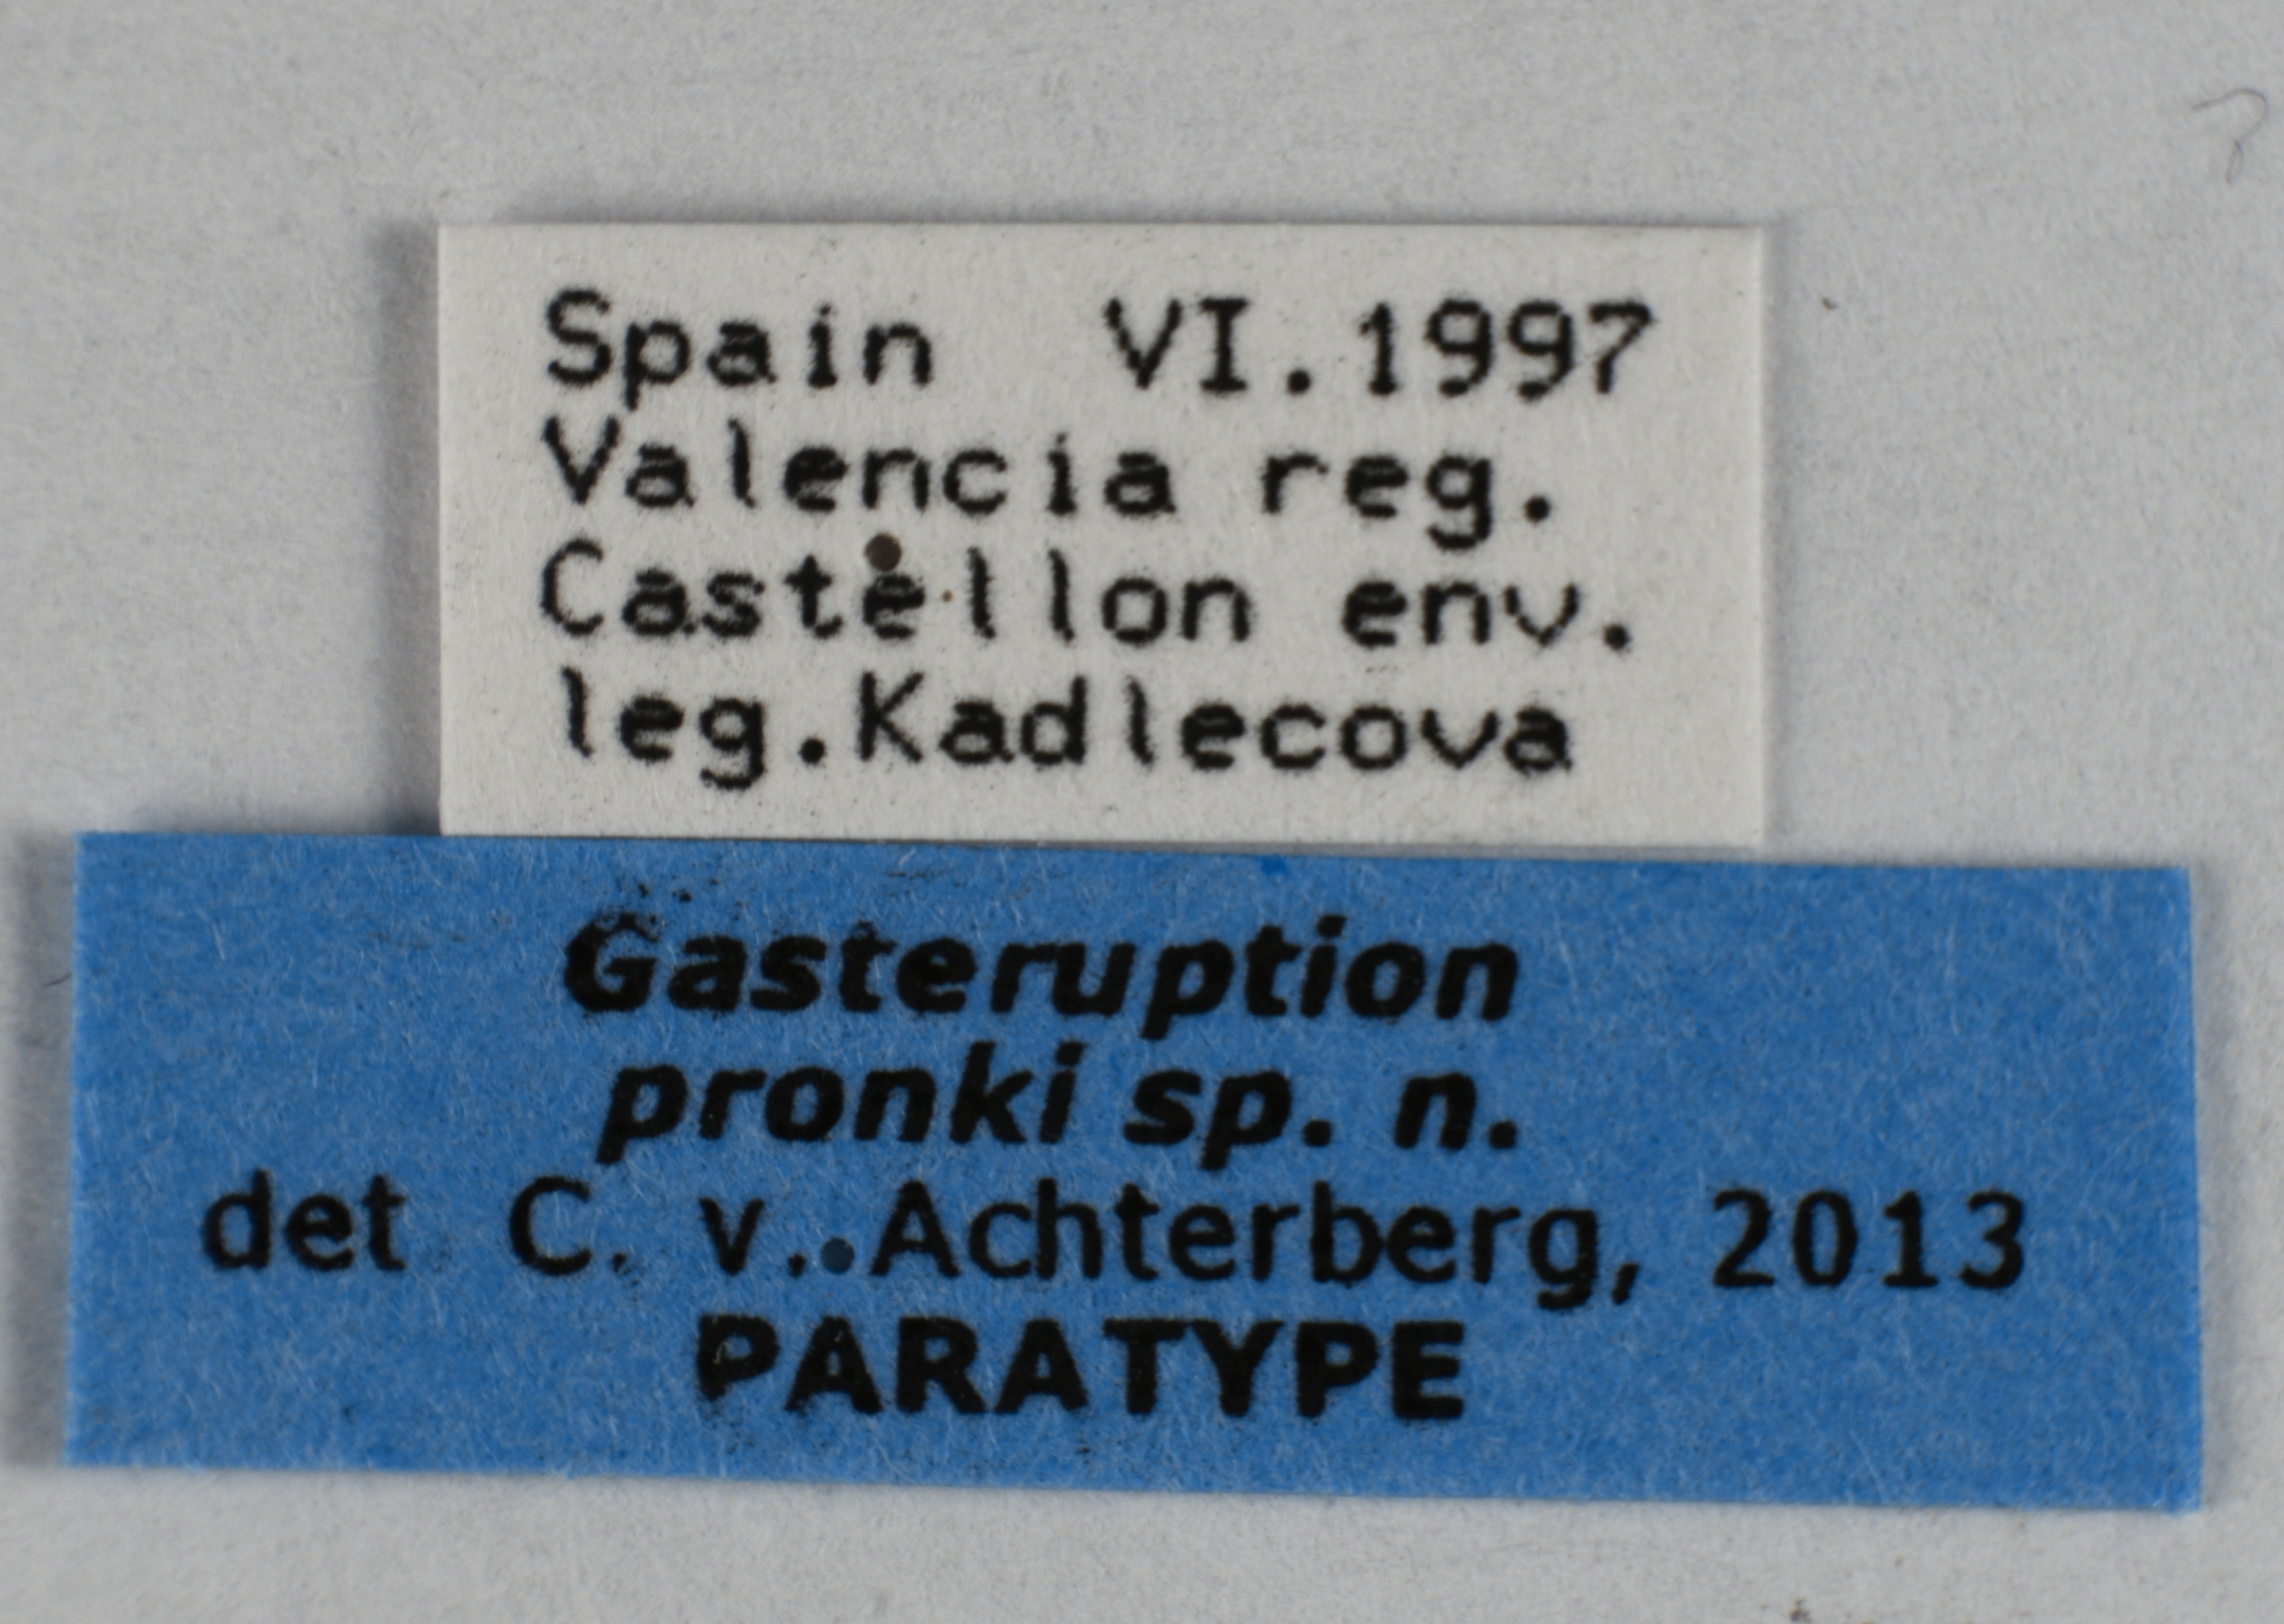 Spain VI.1997
Valencia reg.
Castellon env.
leg.Kadlecova
Gasteruption
pronki sp. n.
det C. v. Achterberg, 2013
PARATYPE